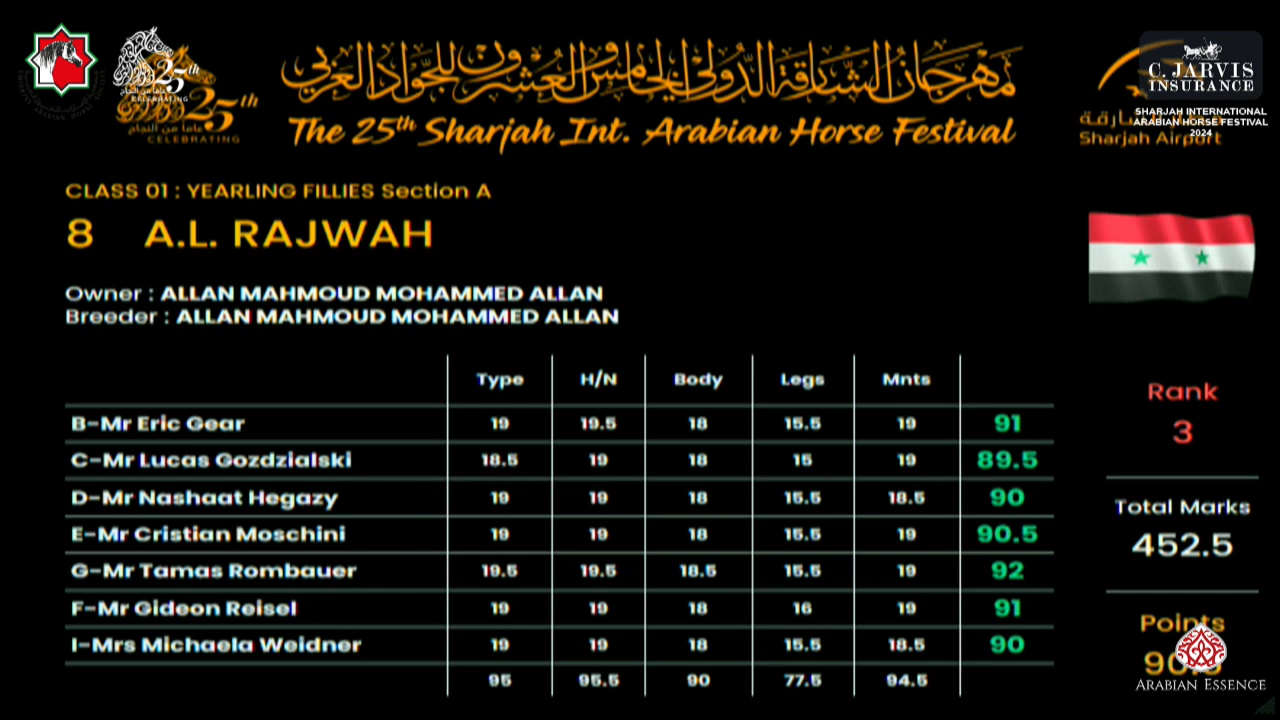 مهرجان الشارقة الدولي الخامس والعشرون للجواد العربي
The 25th Sharjah Int. Arabian Horse Festival
25th
عاما من النجاح
CELEBRATING
25th
CELEBRATING
C. JARVIS
INSURANCE
SHARJAH INTERNATIONAL
ARABIAN HORSE FESTIVAL
2024
Sharjah Airport
CLASS 01 : YEARLING FILLIES Section A
8 A.L. RAJWAH
Owner : ALLAN MAHMOUD MOHAMMED ALLAN
Breeder : ALLAN MAHMOUD MOHAMMED ALLAN
Type H/N Body Legs Mnts
B-Mr Eric Gear 19 19.5 18 15.5 19 91
C-Mr Lucas Gozdzialski 18.5 19 18 15 19 89.5
D-Mr Nashaat Hegazy 19 19 18 15.5 18.5 90
E-Mr Cristian Moschini 19 19 18 15.5 19 90.5
G-Mr Tamas Rombauer 19.5 19.5 18.5 15.5 19 92
F-Mr Gideon Reisel 19 19 18 16 19 91
I-Mrs Michaela Weidner 19 19 18 15.5 18.5 90
95 95.5 90 77.5 94.5
Rank
3
Total Marks
452.5
Points
ARABIAN ESSENCE